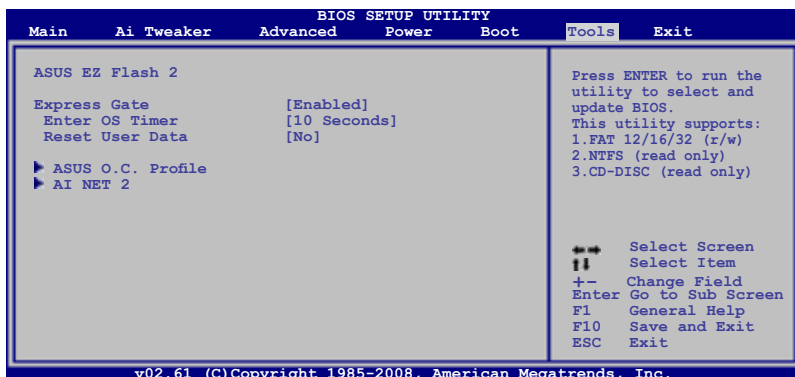 BIOS SETUP UTILITY
Main Ai Tweaker Advanced Power Boot Tools Exit
ASUS EZ Flash 2
Express Gate [Enabled]
Enter OS Timer [10 Seconds]
Reset User Data [No]
ASUS O.C. Profile
AI NET 2
Press ENTER to run the
utility to select and
update BIOS.
This utility supports:
1.FAT 12/16/32 (r/w)
2.NTFS (read only)
3.CD-DISC (read only)
←→ Select Screen
↑↓ Select Item
+- Change Field
Enter Go to Sub Screen
F1 General Help
F10 Save and Exit
ESC Exit
v02.61 (C)Copyright 1985-2008, American Megatrends, Inc.